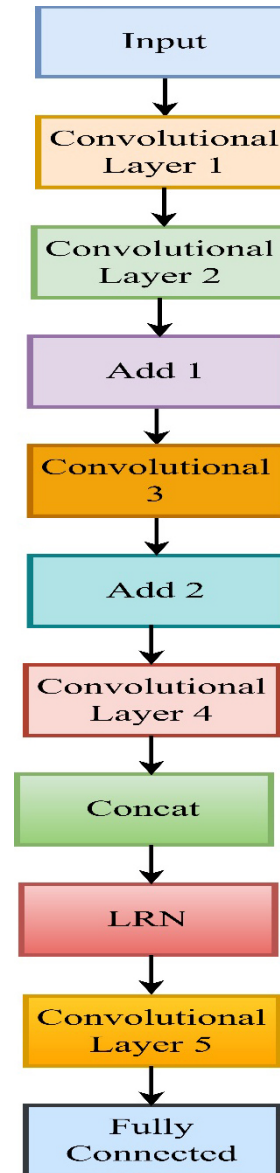 Input
Convolutional
Layer 1
Convolutional
Layer 2
Add 1
Convolutional
3
Add 2
Convolutional
Layer 4
Concat
LRN
Convolutional
Layer 5
Fully
Connected